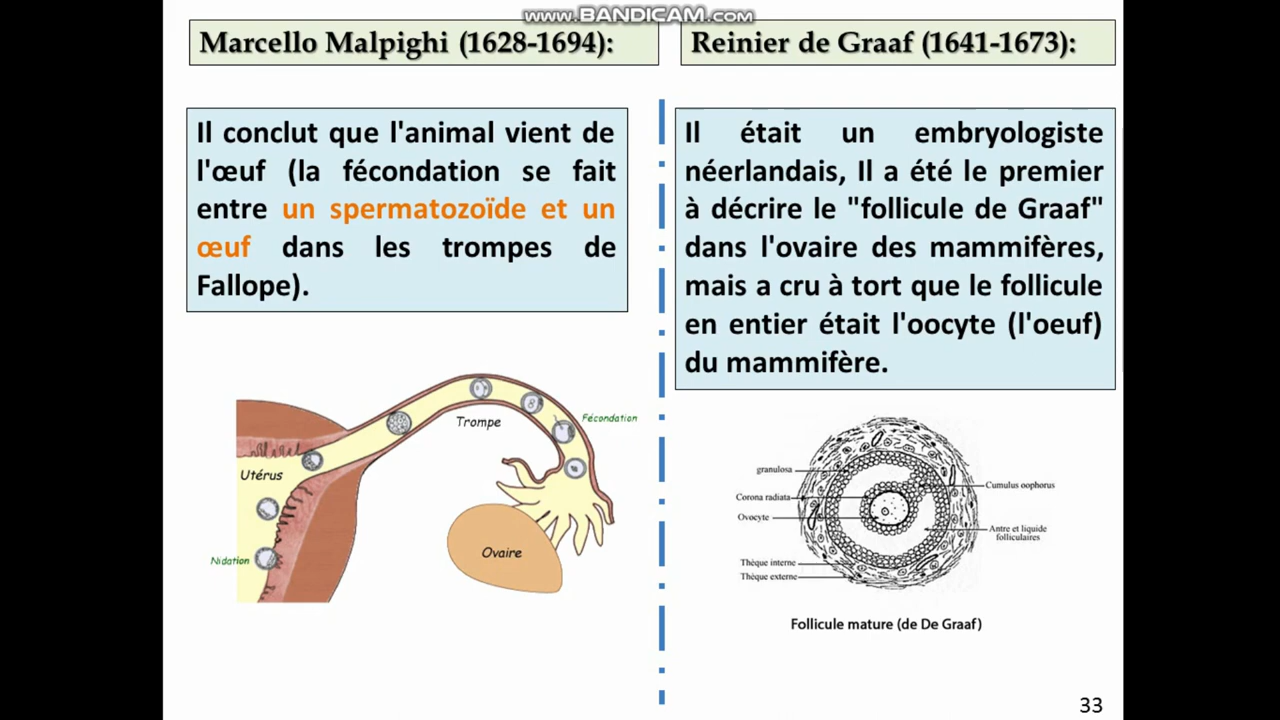 www.BANDICAM.com
Marcello Malpighi (1628-1694):
Il conclut que l'animal vient de
l'œuf (la fécondation se fait
entre un spermatozoïde et un
œuf dans les trompes de
Fallope).
Fécondation
Trompe
Utérus
Ovaire
Nidation
Reinier de Graaf (1641-1673):
Il était un embryologiste
néerlandais, Il a été le premier
à décrire le "follicule de Graaf"
dans l'ovaire des mammifères,
mais a cru à tort que le follicule
en entier était l'oocyte (l'oeuf)
du mammifère.
granulosa
Corona radiata
Ovocyte
Thèque interne
Thèque externe
Cumulus oophorus
Antre et liquide
folliculaires
Follicule mature (de De Graaf)
33